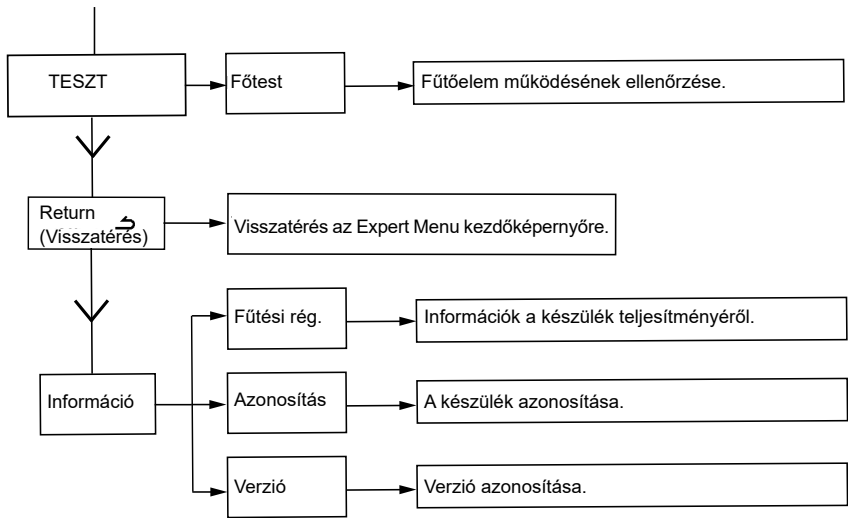 TESZT
Főtest
Fűtőelem működésének ellenőrzése.
Return
(Visszatérés)
Visszatérés az Expert Menu kezdőképernyőre.
Fűtési rég.
Információk a készülék teljesítményéről.
Információ
Azonosítás
A készülék azonosítása.
Verzió
Verzió azonosítása.